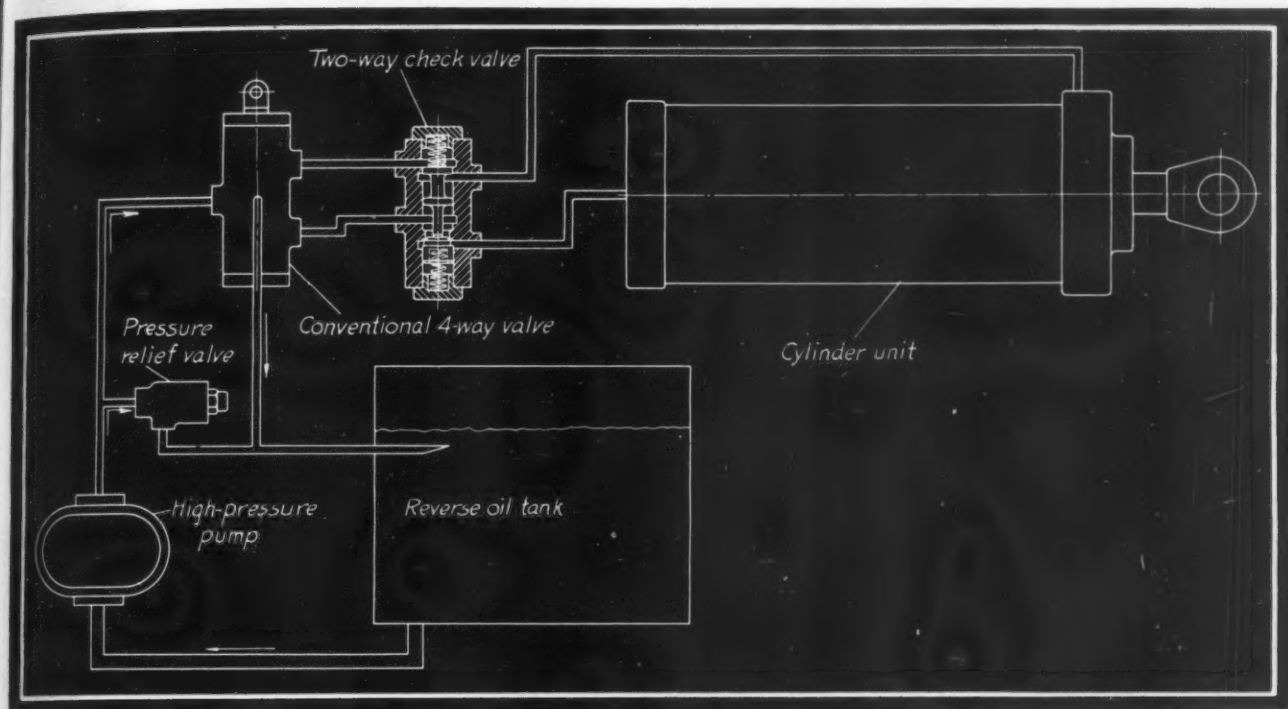 Two-way check valve
Conventional 4-way valve
Pressure
relief valve
Cylinder unit
High-pressure
pump
Reverse oil tank